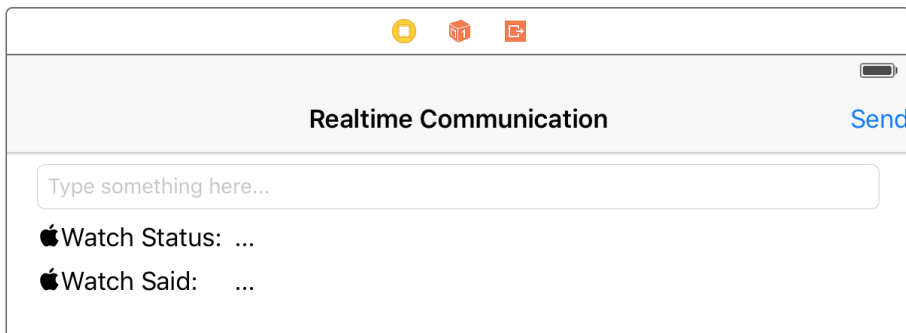 Realtime Communication
Send
Type something here...
Watch Status: ...
Watch Said: ...